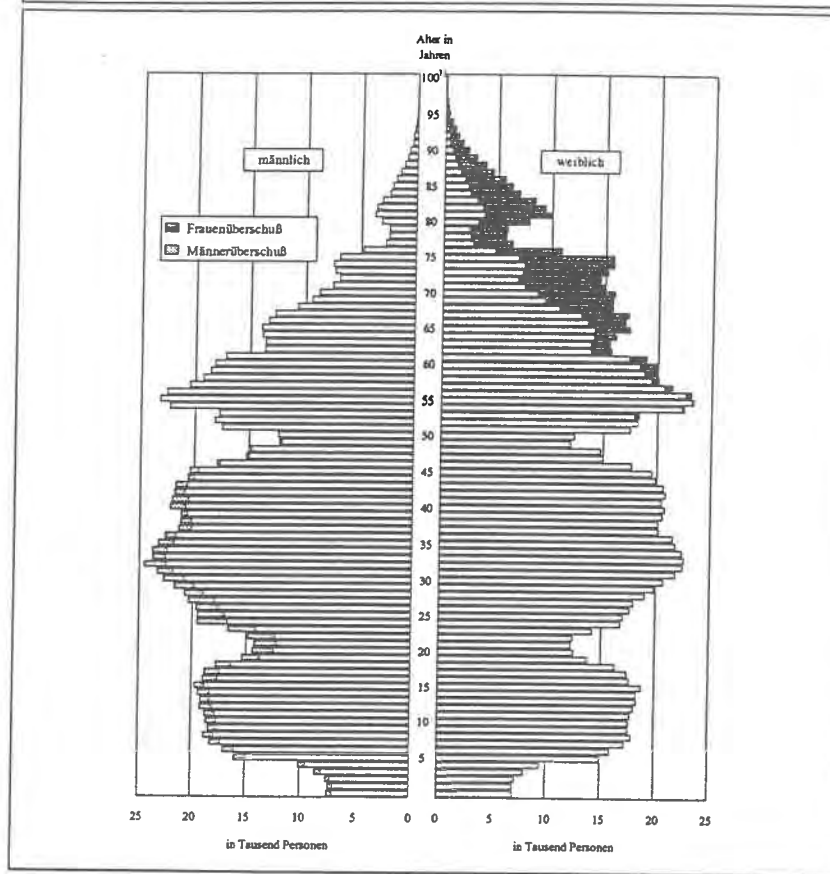 Alter in
Jahren
100
95
männlich
90
weiblich
85
Frauenüberschuß
80
Männerüberschuß
75
70
65
60
55
50
45
40
35
30
25
20
15
10
5
25 20 15 10 5 0 0 5 10 15 20 25
in Tausend Personen in Tausend Personen